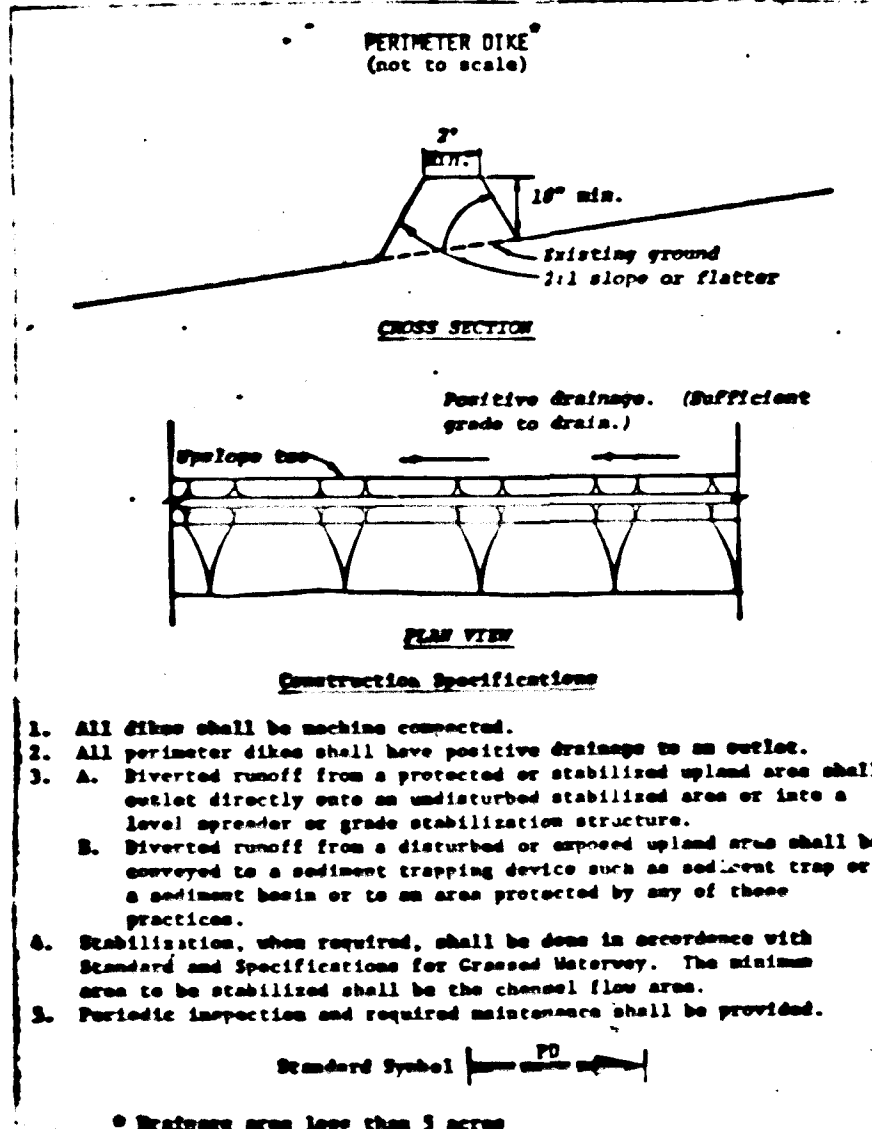 PERIMETER DIKE*
(not to scale)
2'
min.
18" min.
Existing ground
2:1 slope or flatter
CROSS SECTION
Positive drainage. (Sufficient
grade to drain.)
Upslope toe
PLAN VIEW
Construction Specifications
1. All dikes shall be machine compacted.
2. All perimeter dikes shall have positive drainage to an outlet.
3. A. Diverted runoff from a protected or stabilized upland area shall
outlet directly onto an undisturbed stabilized area or into a
level spreader or grade stabilization structure.
B. Diverted runoff from a disturbed or exposed upland area shall be
conveyed to a sediment trapping device such as sediment trap or
a sediment basin or to an area protected by any of these
practices.
4. Stabilization, when required, shall be done in accordance with
Standard and Specifications for Grassed Waterway. The minimum
area to be stabilized shall be the channel flow area.
5. Periodic inspection and required maintenance shall be provided.
Standard Symbol PD
* Drainage area less than 5 acres